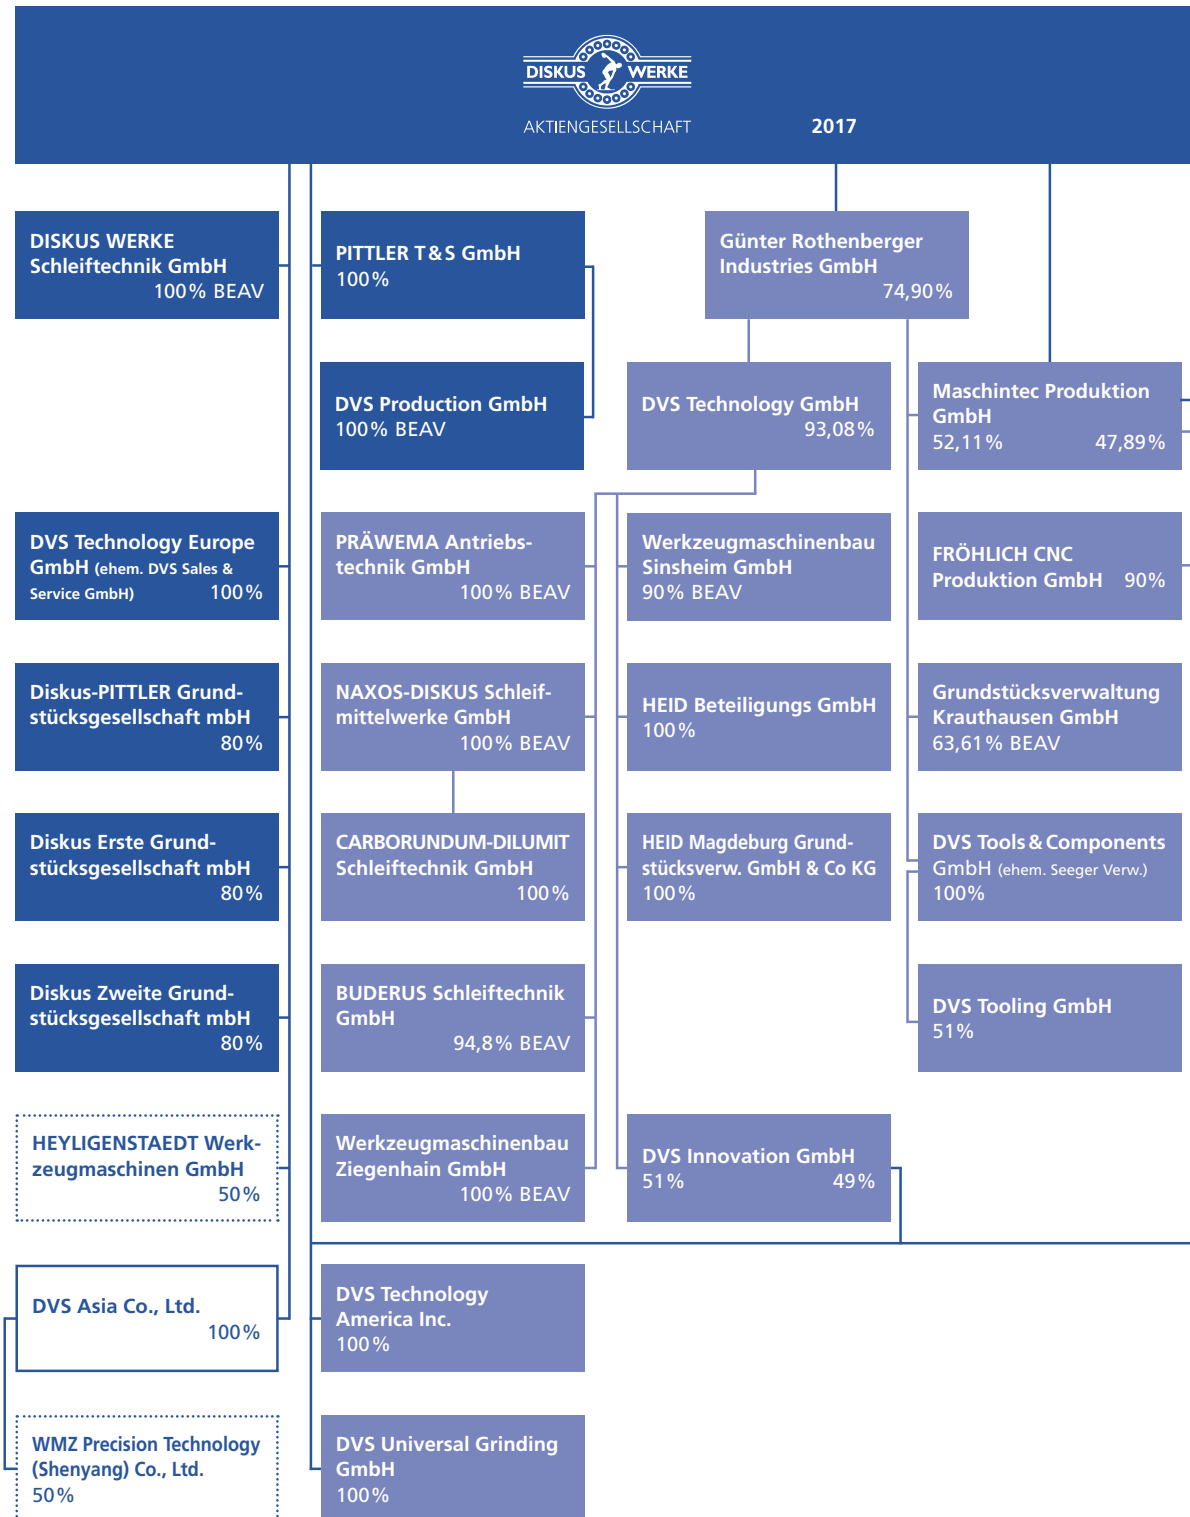 DISKUS WERKE
AKTIENGESELLSCHAFT
2017
DISKUS WERKE
Schleiftechnik GmbH
100% BEAV
PITTLER T&S GmbH
100%
Günter Rothenberger
Industries GmbH
74,90%
DVS Production GmbH
100% BEAV
DVS Technology GmbH
93,08%
Maschintec Produktion
GmbH
52,11% 47,89%
DVS Technology Europe
GmbH (ehem. DVS Sales &
Service GmbH) 100%
PRÄWEMA Antriebs-
technik GmbH
100% BEAV
Werkzeugmaschinenbau
Sinsheim GmbH
90% BEAV
FRÖHLICH CNC
Produktion GmbH 90%
Diskus-PITTLER Grund-
stücksgesellschaft mbH
80%
NAXOS-DISKUS Schleif-
mittelwerke GmbH
100% BEAV
HEID Beteiligungs GmbH
100%
Grundstücksverwaltung
Krauthausen GmbH
63,61% BEAV
Diskus Erste Grund-
stücksgesellschaft mbH
80%
CARBORUNDUM-DILUMIT
Schleiftechnik GmbH
100%
HEID Magdeburg Grund-
stücksverw. GmbH & Co KG
100%
DVS Tools & Components
GmbH (ehem. Seeger Verw.)
100%
Diskus Zweite Grund-
stücksgesellschaft mbH
80%
BUDERUS Schleiftechnik
GmbH
94,8% BEAV
DVS Tooling GmbH
51%
HEYLIGENSTAEDT Werk-
zeugmaschinen GmbH
50%
Werkzeugmaschinenbau
Ziegenhain GmbH
100% BEAV
DVS Innovation GmbH
51% 49%
DVS Asia Co., Ltd.
100%
DVS Technology
America Inc.
100%
WMZ Precision Technology
(Shenyang) Co., Ltd.
50%
DVS Universal Grinding
GmbH
100%